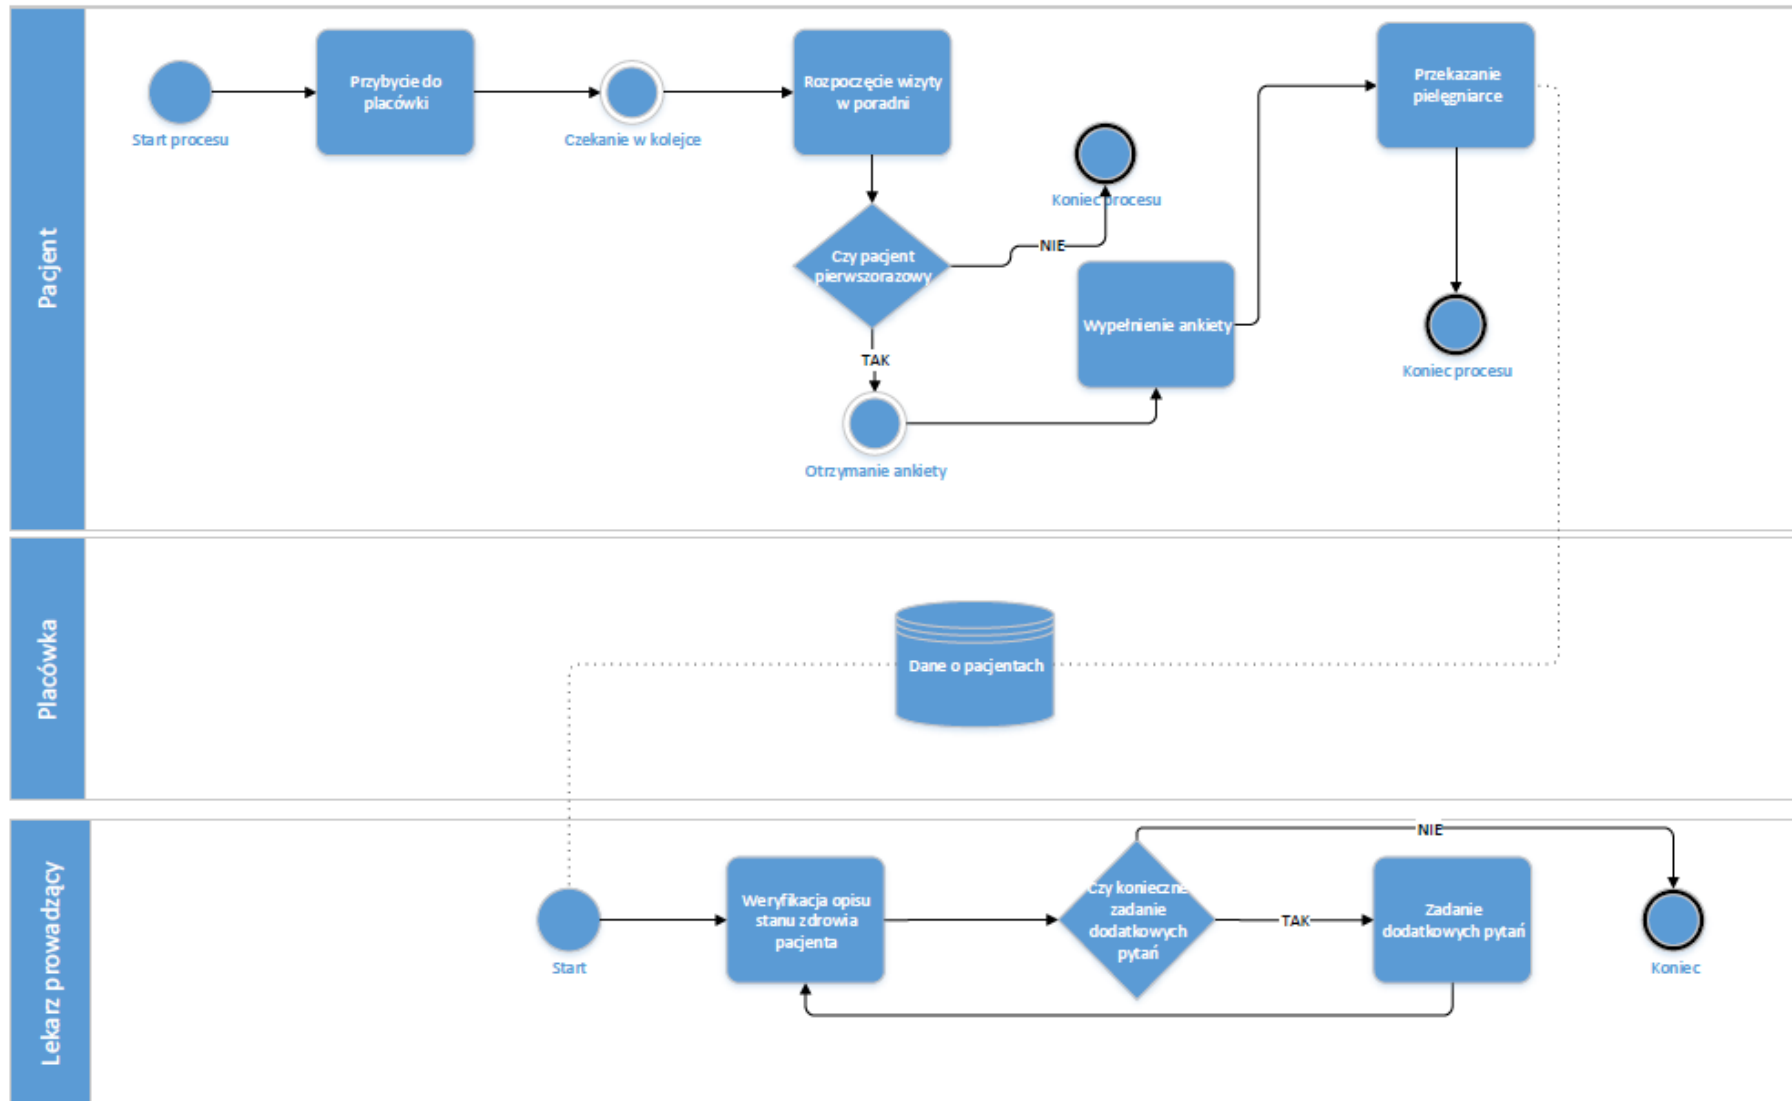 Pacjent
Start procesu
Przybycie do
placówki
Czekanie w kolejce
Rozpoczęcie wizyty
w poradni
Czy pacjent
pierwszorazowy
NIE
Koniec procesu
TAK
Otrzymanie ankiety
Wypełnienie ankiety
Przekazanie
pielęgniarce
Koniec procesu
Placówka
Dane o pacjentach
Lekarz prowadzący
Start
Weryfikacja opisu
stanu zdrowia
pacjenta
Czy konieczne
zadanie
dodatkowych
pytań
NIE
TAK
Zadanie
dodatkowych pytań
Koniec